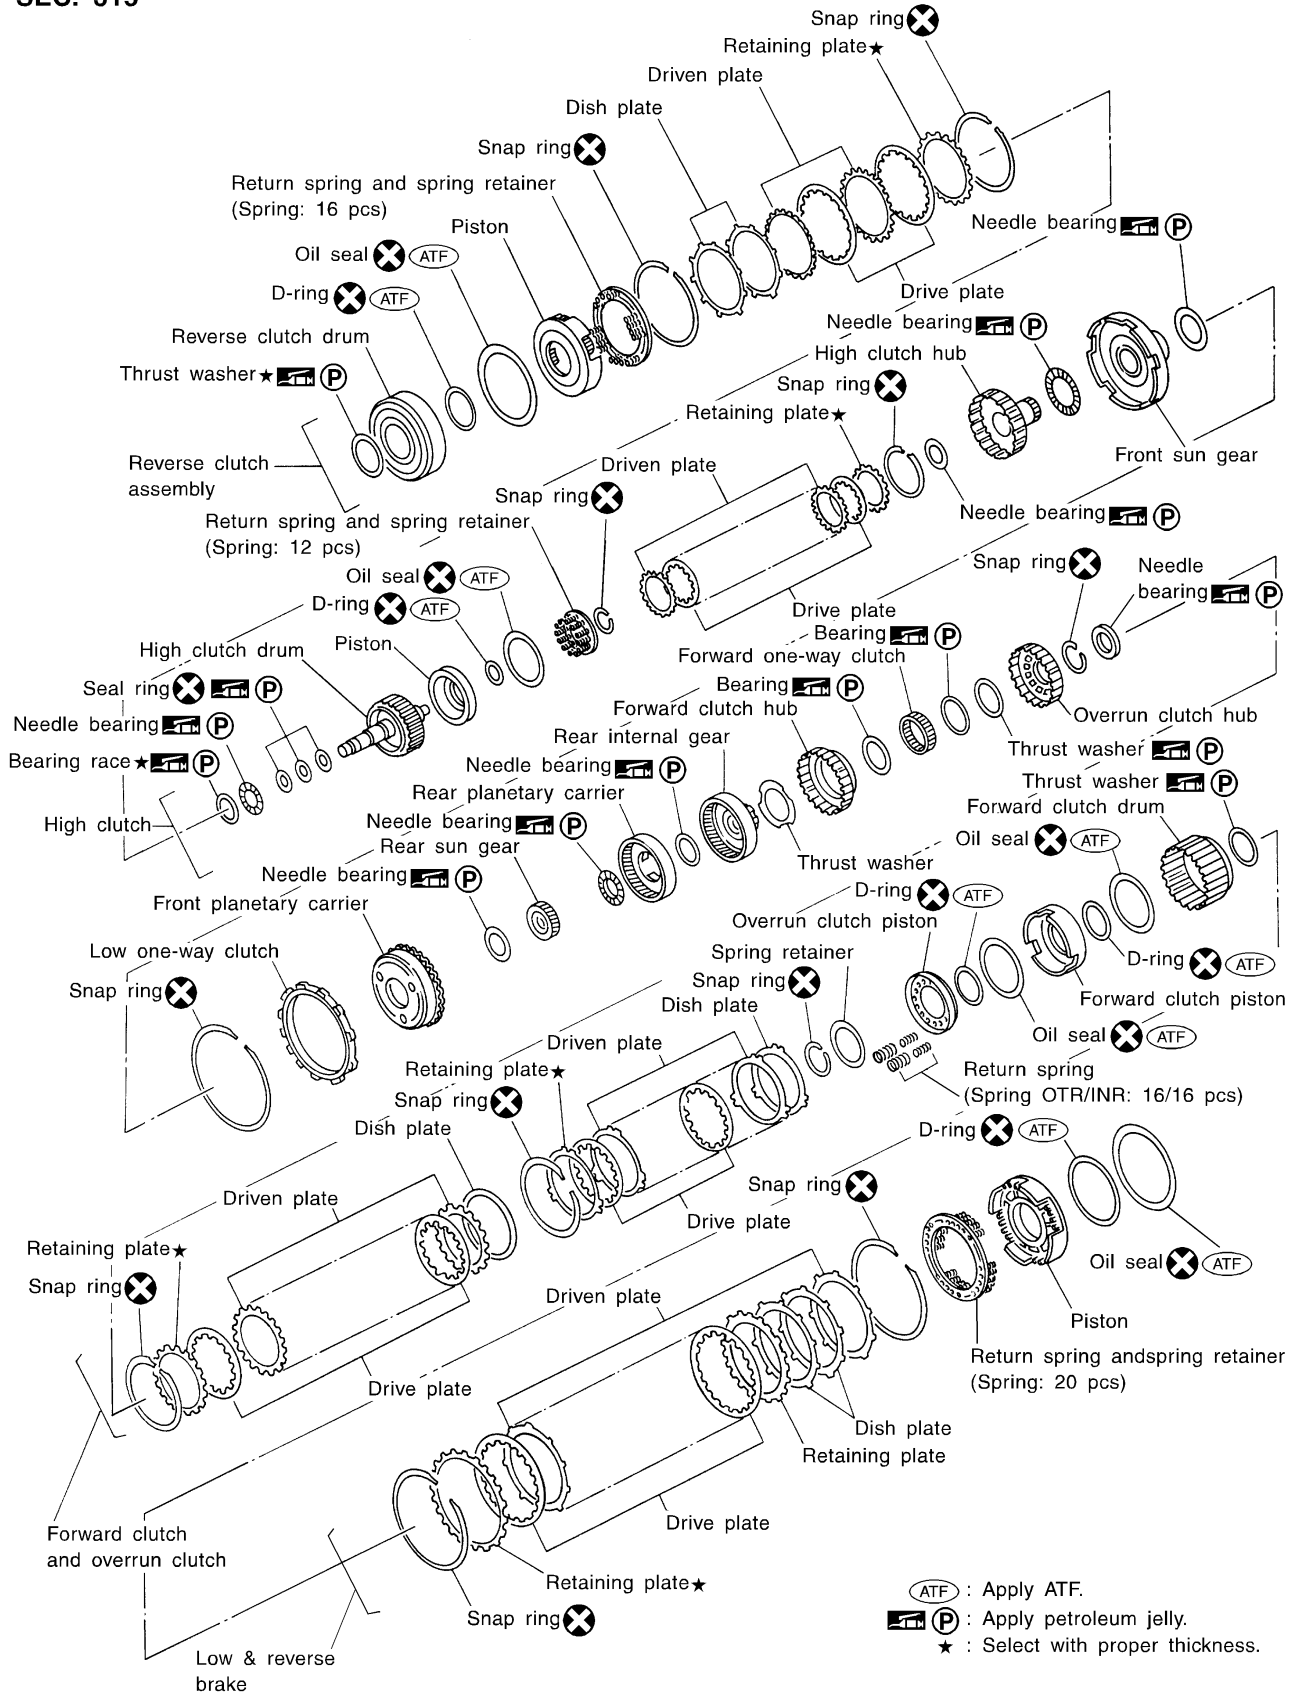 SEC. 315
Snap ring
Retaining plate★
Driven plate
Dish plate
Snap ring
Return spring and spring retainer
(Spring: 16 pcs)
Piston
Oil seal ATF
D-ring ATF
Reverse clutch drum
Thrust washer★ P
Reverse clutch
assembly
Needle bearing P
Drive plate
Needle bearing P
High clutch hub
Snap ring
Retaining plate★
Front sun gear
Driven plate
Snap ring
Needle bearing P
Return spring and spring retainer
(Spring: 12 pcs)
Oil seal ATF
D-ring ATF
Piston
High clutch drum
Seal ring P
Needle bearing P
Bearing race★ P
High clutch
Drive plate
Snap ring
Needle
bearing P
Bearing P
Forward one-way clutch
Bearing P
Forward clutch hub
Rear internal gear
Needle bearing P
Rear planetary carrier
Needle bearing P
Rear sun gear
Needle bearing P
Front planetary carrier
Low one-way clutch
Snap ring
Overrun clutch hub
Thrust washer P
Thrust washer P
Forward clutch drum
Oil seal ATF
Thrust washer
D-ring ATF
Overrun clutch piston
Spring retainer
Snap ring
Dish plate
D-ring ATF
Forward clutch piston
Oil seal ATF
Return spring
(Spring OTR/INR: 16/16 pcs)
Driven plate
Retaining plate★
Snap ring
Dish plate
Driven plate
Retaining plate★
Snap ring
Drive plate
Drive plate
Forward clutch
and overrun clutch
D-ring ATF
Snap ring
Oil seal ATF
Piston
Return spring andspring retainer
(Spring: 20 pcs)
Driven plate
Dish plate
Retaining plate
Drive plate
Retaining plate★
Snap ring
Low & reverse
brake
ATF : Apply ATF.
P : Apply petroleum jelly.
★ : Select with proper thickness.